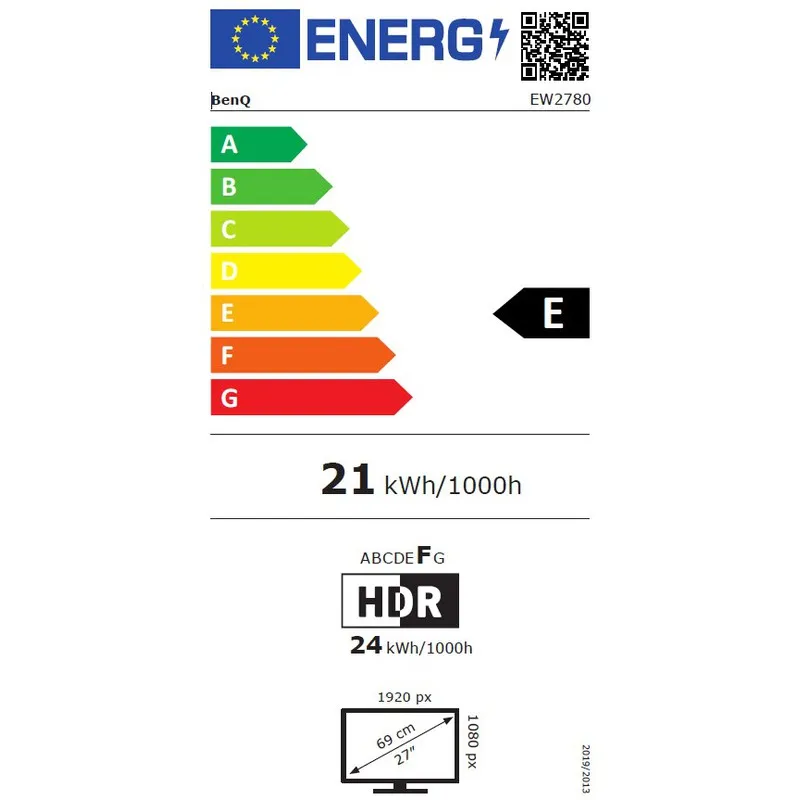 ENERG
BenQ EW2780
A
B
C
D
E
E
F
G
21 kWh/1000h
ABCDEFG
HDR
24 kWh/1000h
1920 px
69 cm
27"
1080 px
2019/2013